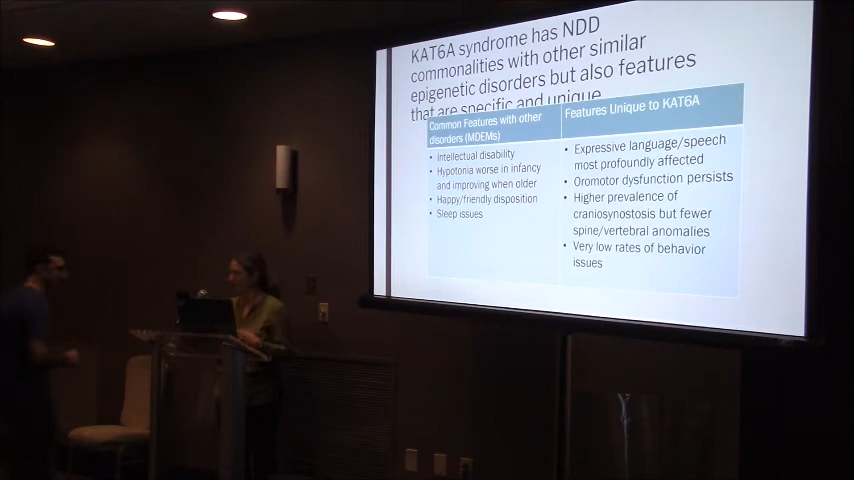 KAT6A syndrome has NDD
commonalities with other similar
epigenetic disorders but also features
that are specific and unique
Common Features with other
disorders (MDEMs)
• Intellectual disability
• Hypotonia worse in infancy
and improving when older
• Happy/friendly disposition
• Sleep issues
Features Unique to KAT6A
• Expressive language/speech
most profoundly affected
• Oromotor dysfunction persists
• Higher prevalence of
craniosynostosis but fewer
spine/vertebral anomalies
• Very low rates of behavior
issues